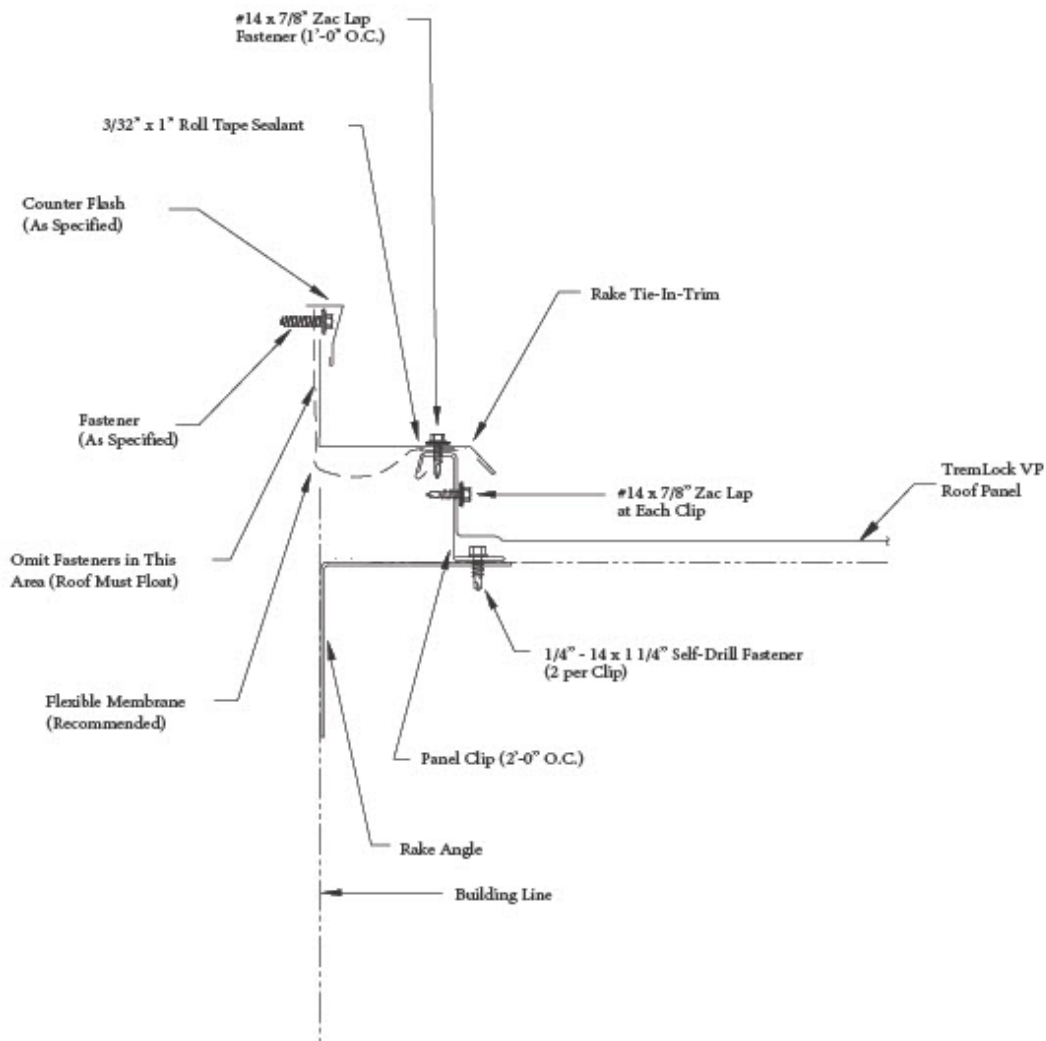 #14 x 7/8" Zac Lap
Fastener (1'-0" O.C.)
3/32" x 1" Roll Tape Sealant
Counter Flash
(As Specified)
Rake Tie-In-Trim
Fastener
(As Specified)
TremLock VP
Roof Panel
#14 x 7/8" Zac Lap
at Each Clip
Omit Fasteners in This
Area (Roof Must Float)
1/4" - 14 x 1 1/4" Self-Drill Fastener
(2 per Clip)
Flexible Membrane
(Recommended)
Panel Clip (2'-0" O.C.)
Rake Angle
Building Line